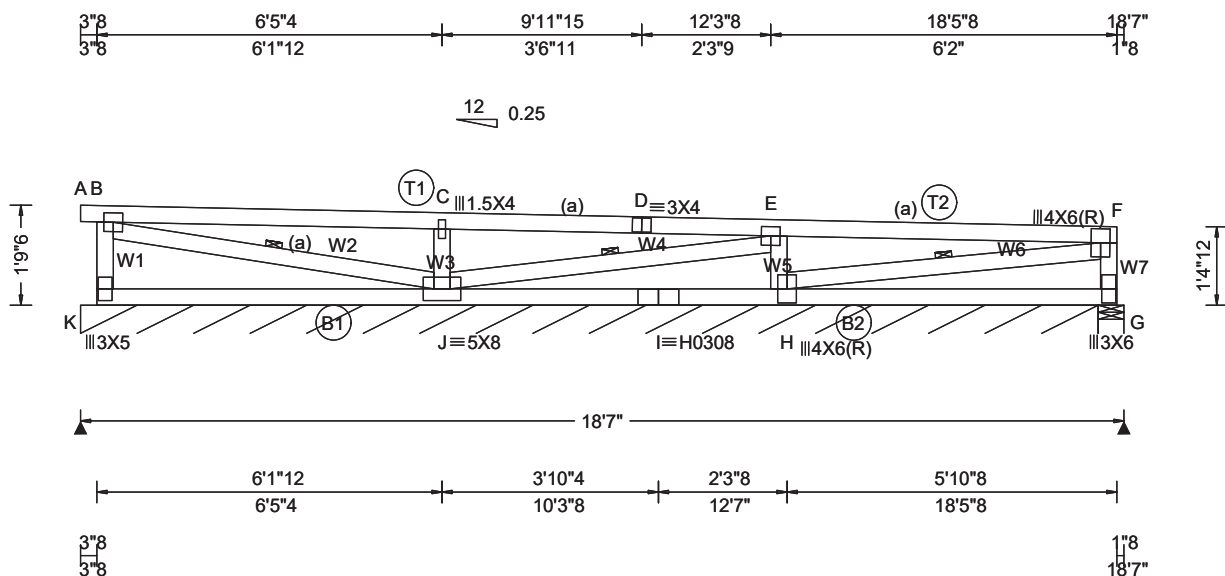 3"8 6'5"4 9'11"15 12'3"8 18'5"8 18'7"
3"8 6'1"12 3'6"11 2'3"9 6'2" 1"8
12 0.25
A B T1 C |||1.5X4 (a) D ≡3X4 E (a) T2 |||4X6(R) F
1'9"6 W1 (a) W2 W3 W4 W5 W6 W7 1'4"12
K |||3X5 B1 J≡5X8 I≡H0308 H |||4X6(R) B2 |||3X6 G
18'7"
6'1"12 3'10"4 2'3"8 5'10"8
6'5"4 10'3"8 12'7" 18'5"8
3"8 1"8
3"8 18'7"